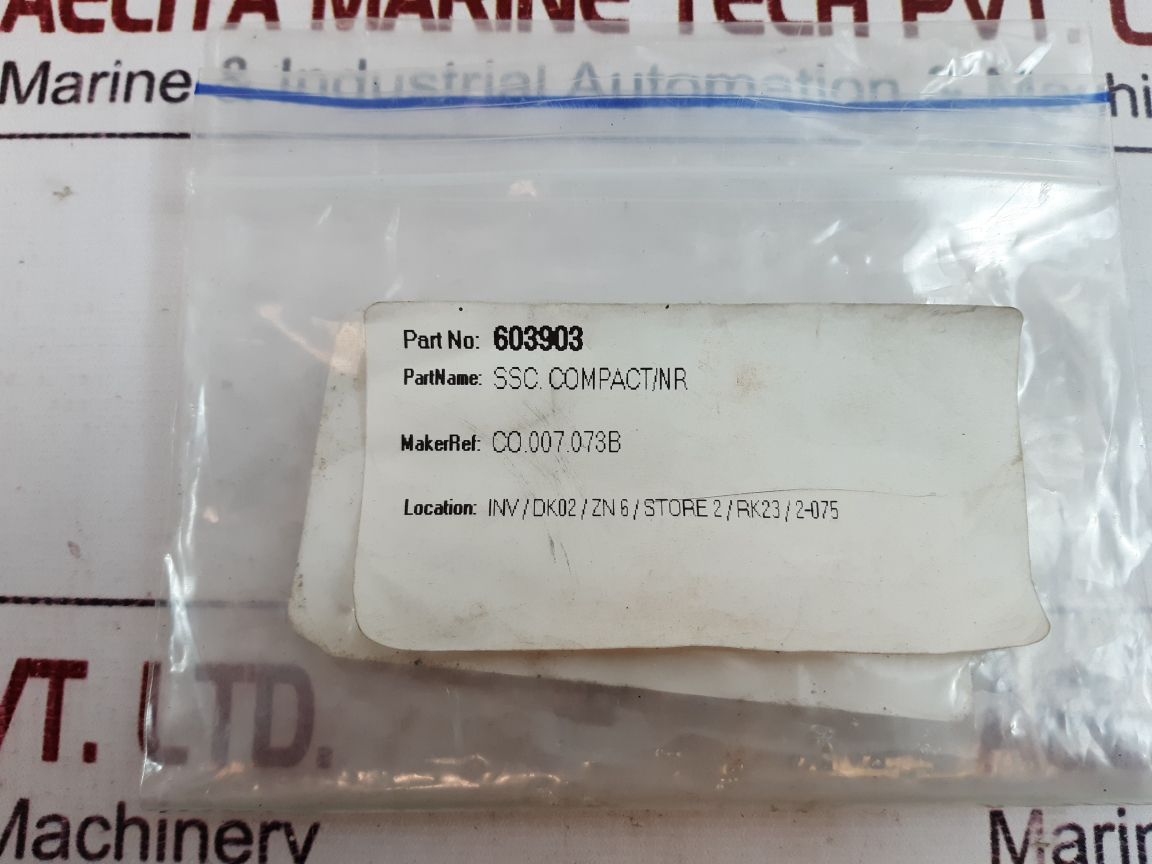 AELITA MARINE TECH PVT.
Marine & Industrial Automation & Machi
Part No: 603903
PartName: SSC. COMPACT/NR
MakerRef: CO.007.073B
Location: INV / DK02 / ZN 6 / STORE 2 / RK23 / 2-075
VT. LTD.
Machinery
Marin